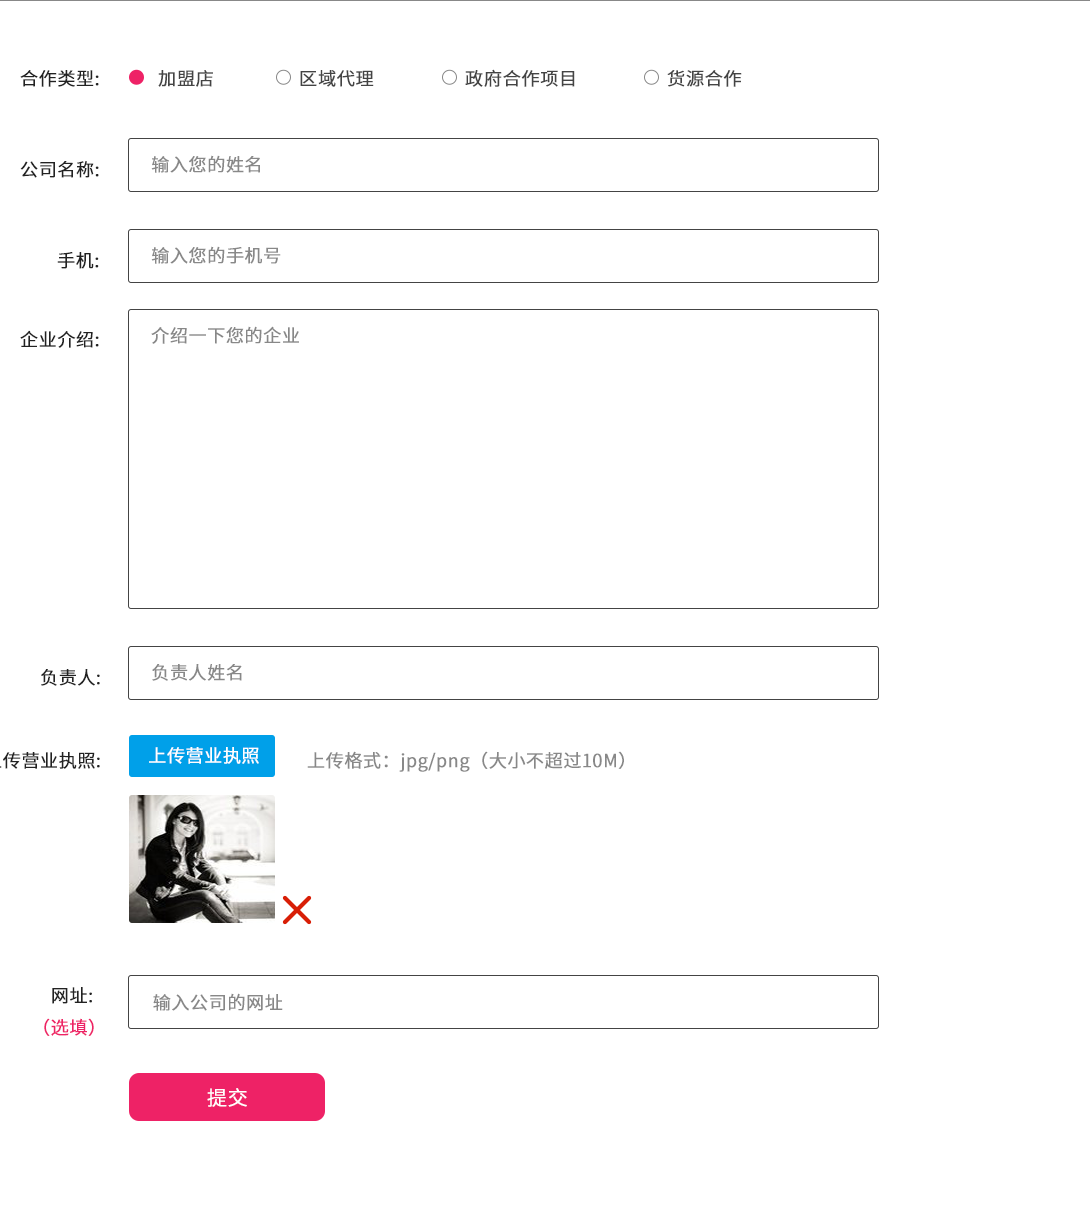 合作类型: 加盟店 区域代理 政府合作项目 货源合作
公司名称: 输入您的姓名
手机: 输入您的手机号
企业介绍: 介绍一下您的企业
负责人: 负责人姓名
传营业执照: 上传营业执照 上传格式：jpg/png（大小不超过10M）
网址: 输入公司的网址
（选填）
提交